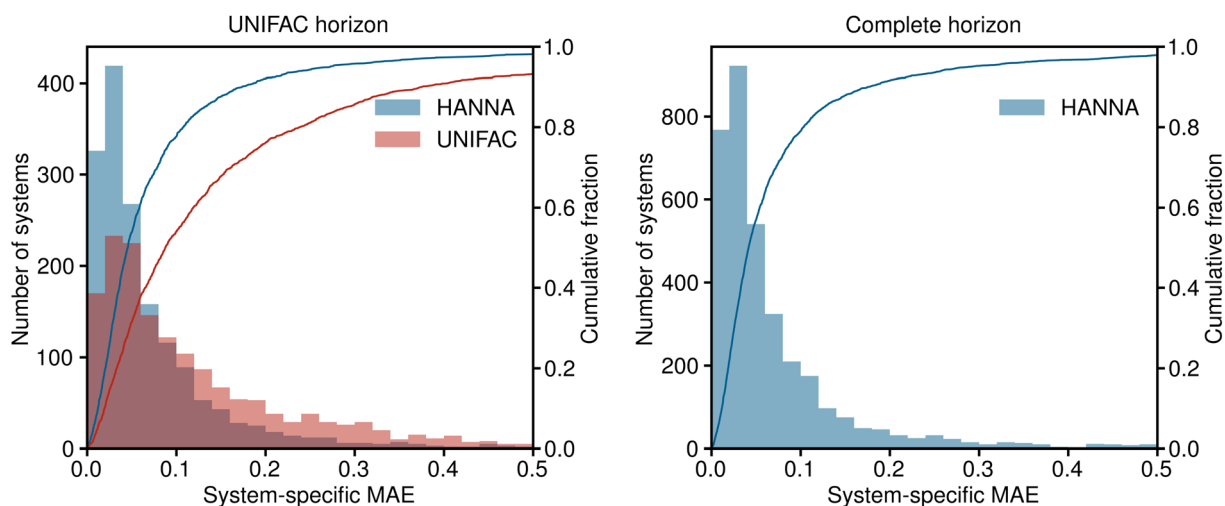 UNIFAC horizon
Number of systems
400
300
200
100
0
HANNA
UNIFAC
1.0
0.8
0.6
0.4
0.2
0.0
Cumulative fraction
0.0 0.1 0.2 0.3 0.4 0.5
System-specific MAE
Complete horizon
Number of systems
800
600
400
200
0
HANNA
1.0
0.8
0.6
0.4
0.2
0.0
Cumulative fraction
0.0 0.1 0.2 0.3 0.4 0.5
System-specific MAE